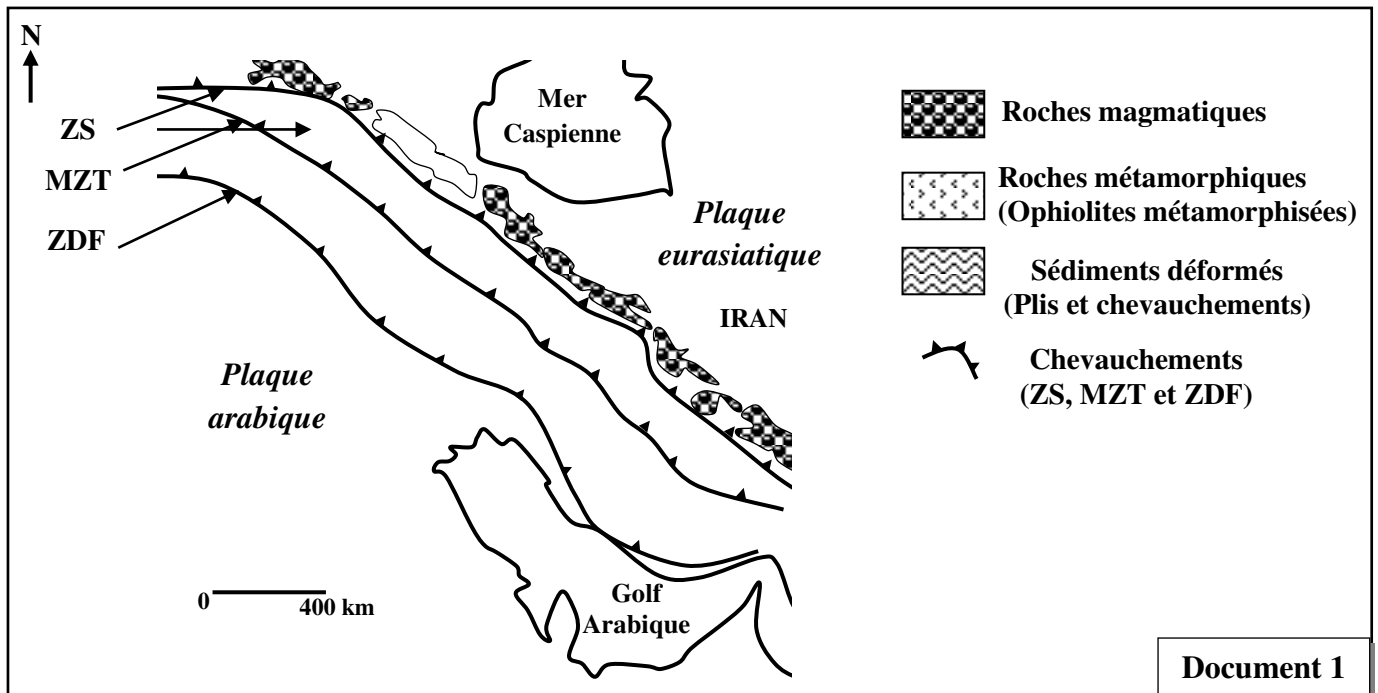 N
ZS
MZT
ZDF
Mer
Caspienne
Plaque
eurasiatique
IRAN
Plaque
arabique
0
400 km
Golf
Arabique
Roches magmatiques
Roches métamorphiques
(Ophiolites métamorphisées)
Sédiments déformés
(Plis et chevauchements)
Chevauchements
(ZS, MZT et ZDF)
Document 1